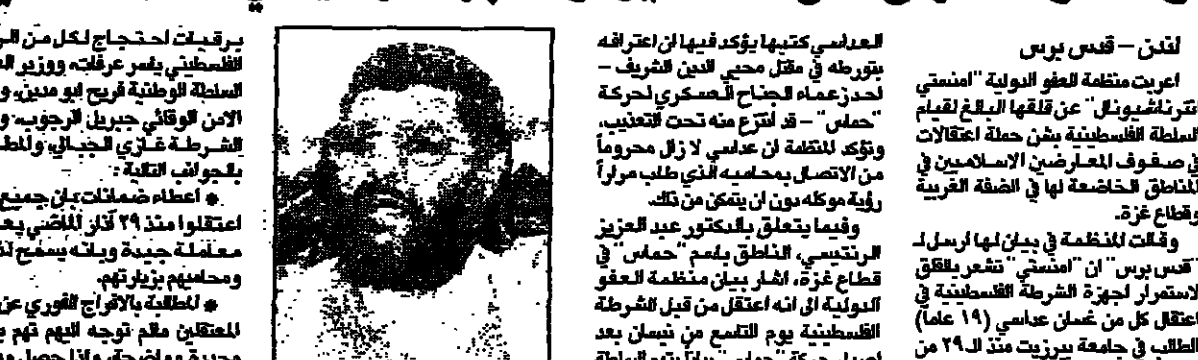 لندن – قدس برس
اعربت منظمة العفو الدولية "امنستي
انترناشيونال" عن قلقها البالغ لقيام
السلطة الفلسطينية بشن حملة اعتقالات
في صفوف المعارضين الاسلاميين في
المناطق الخاضعة لها في الضفة الغربية
وقطاع غزة.
وقالت المنظمة في بيان لها ارسل لـ
"قدس برس" ان "امنستي" تشعر بالقلق
لاستمرار اجهزة الشرطة الفلسطينية في
اعتقال كل من غسان عداسي (١٩ عاما)
الطالب في جامعة بيرزيت منذ الـ ٢٩ من
العداسي كتبها يؤكد فيها ان اعترافه
بتورطه في مقتل محيي الدين الشريف –
احد زعماء الجناح العسكري لحركة
"حماس" – قد انتزع منه تحت التعذيب.
وتؤكد المنظمة ان عداسي لا زال محروماً
من الاتصال بمحاميه الذي طلب مراراً
رؤية موكله دون ان يتمكن من ذلك.
وفيما يتعلق بالدكتور عبد العزيز
الرنتيسي، الناطق باسم "حماس" في
قطاع غزة، اشار بيان منظمة العفو
الدولية الى انه اعتقل من قبل الشرطة
الفلسطينية يوم التاسع من نيسان بعد
برقيات احتجاج لكل من
الفلسطيني ياسر عرفات، ووزير
السلطة الوطنية فريح ابو مدين، و
الامن الوقائي جبريل الرجوب، و
الشرطة غازي الجبالي،
بالجوانب التالية :
* اعطاء ضمانات بان جميع
اعتقلوا منذ ٢٩ آذار الماضي
معاملة جيدة وبانه يسمح
ومحاميهم بزيارتهم.
* المطالبة بالافراج الفوري عن
المعتقلين مالم توجه اليهم تهم